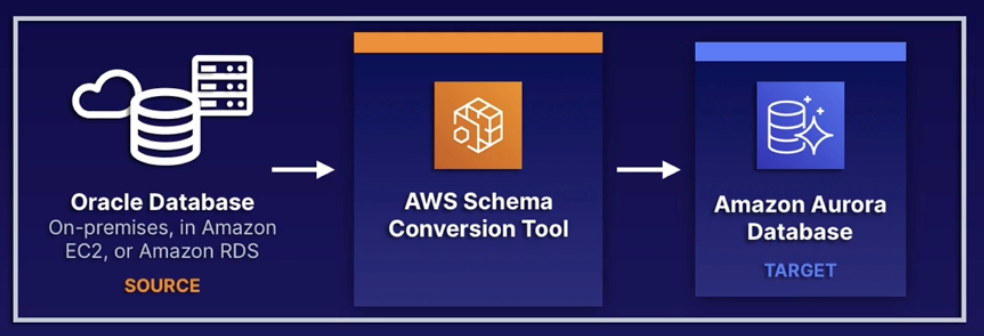 Oracle Database
On-premises, in Amazon
EC2, or Amazon RDS
SOURCE
AWS Schema
Conversion Tool
Amazon Aurora
Database
TARGET